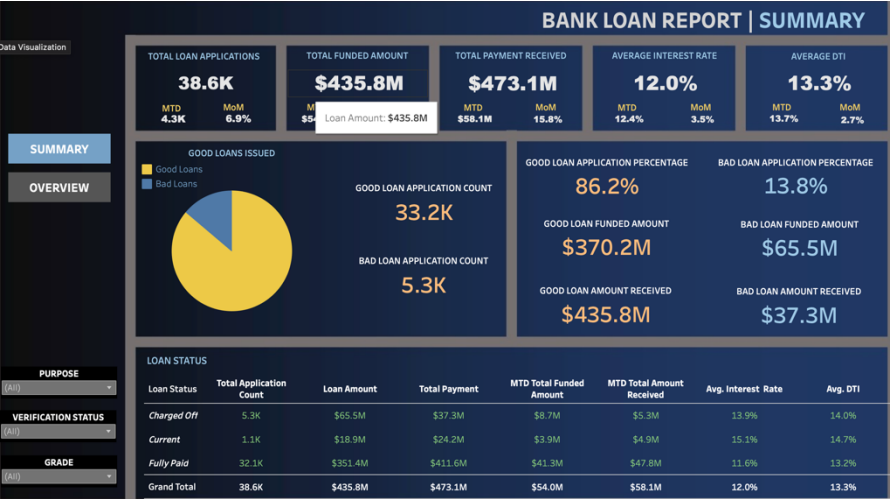 BANK LOAN REPORT | SUMMARY
Data Visualization
TOTAL LOAN APPLICATIONS
38.6K
MTD MoM
4.3K 6.9%
TOTAL FUNDED AMOUNT
$435.8M
Loan Amount: $435.8M
TOTAL PAYMENT RECEIVED
$473.1M
MTD MoM
$58.1M 15.8%
AVERAGE INTEREST RATE
12.0%
MTD MoM
12.4% 3.5%
AVERAGE DTI
13.3%
MTD MoM
13.7% 2.7%
SUMMARY
OVERVIEW
GOOD LOANS ISSUED
Good Loans
Bad Loans
GOOD LOAN APPLICATION COUNT
33.2K
BAD LOAN APPLICATION COUNT
5.3K
GOOD LOAN APPLICATION PERCENTAGE
86.2%
BAD LOAN APPLICATION PERCENTAGE
13.8%
GOOD LOAN FUNDED AMOUNT
$370.2M
BAD LOAN FUNDED AMOUNT
$65.5M
GOOD LOAN AMOUNT RECEIVED
$435.8M
BAD LOAN AMOUNT RECEIVED
$37.3M
PURPOSE
(All)
VERIFICATION STATUS
(All)
GRADE
(All)
LOAN STATUS
Loan Status Total Application Count Loan Amount Total Payment MTD Total Funded Amount MTD Total Amount Received Avg. Interest Rate Avg. DTI
Charged Off 5.3K $65.5M $37.3M $8.7M $5.3M 13.9% 14.0%
Current 1.1K $18.9M $24.2M $3.9M $4.9M 15.1% 14.7%
Fully Paid 32.1K $351.4M $411.6M $41.3M $47.8M 11.6% 13.2%
Grand Total 38.6K $435.8M $473.1M $54.0M $58.1M 12.0% 13.3%